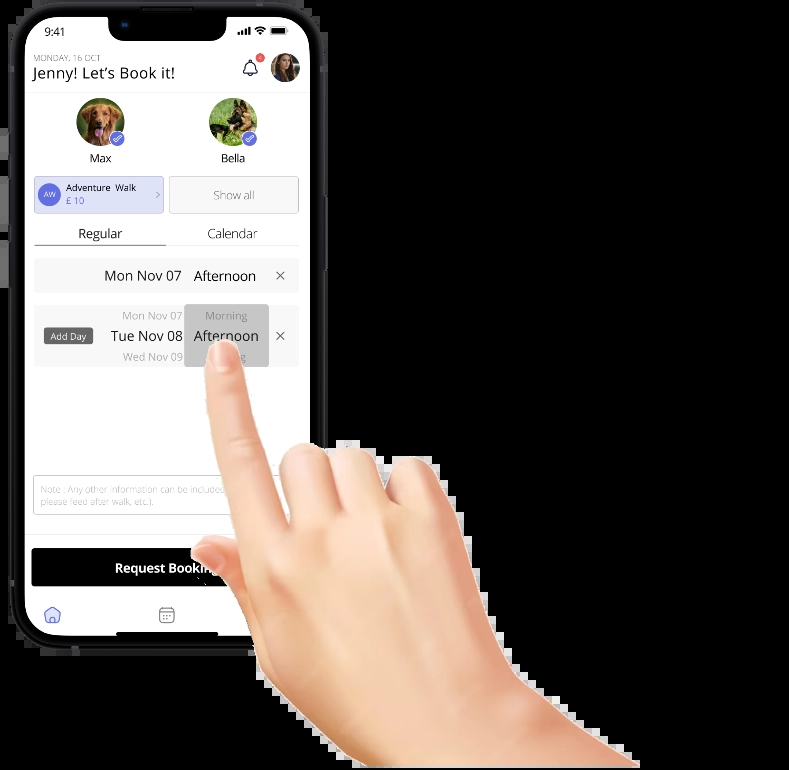 9:41
MONDAY, 16 OCT
Jenny! Let's Book it!
Max
Bella
AW
Adventure Walk
£ 10
Show all
Regular
Calendar
Mon Nov 07 Afternoon
Mon Nov 07 Morning
Add Day Tue Nov 08 Afternoon
Wed Nov 09
Note : Any other information can be included
please feed after walk, etc.).
Request Booking